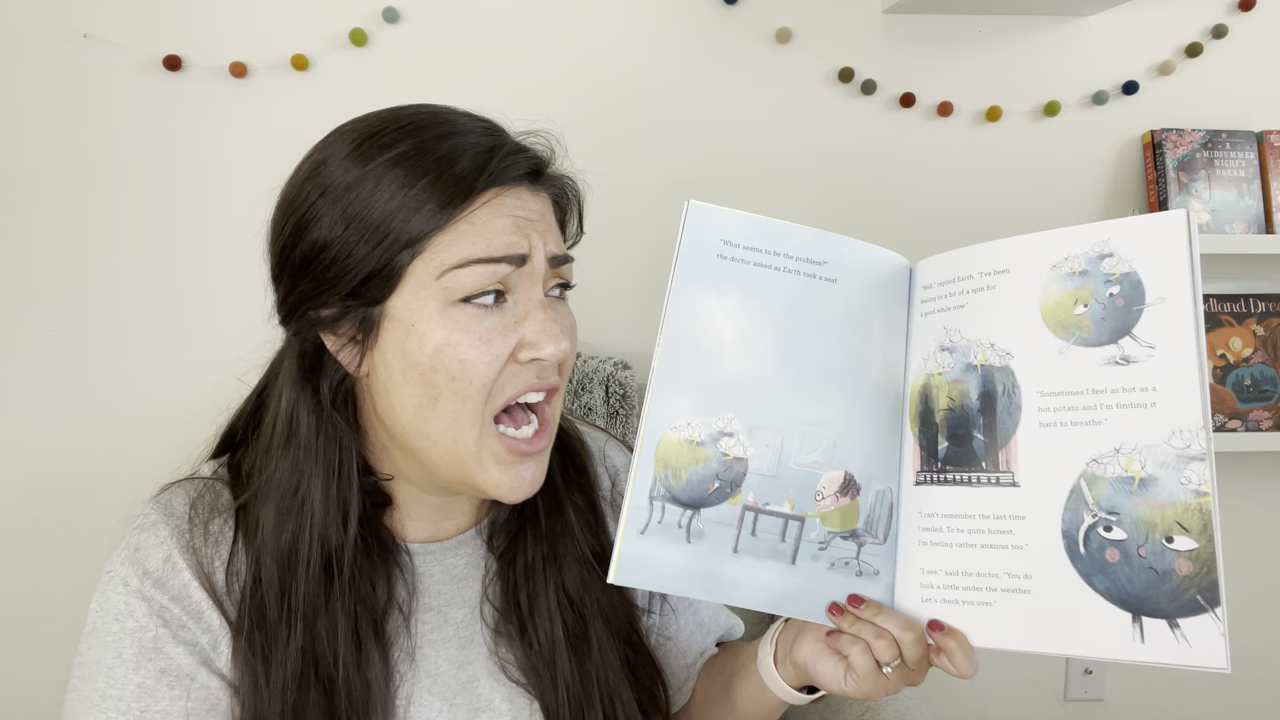 "What seems to be the problem?"
the doctor asked as Earth took a seat.
"Well," replied Earth, "I've been
feeling in a bit of a spin for
a good while now."
"Sometimes I feel as hot as a
hot potato and I'm finding it
hard to breathe."
"I can't remember the last time
I smiled. To be quite honest,
I'm feeling rather anxious too."
"I see," said the doctor, "You do
look a little under the weather.
Let's check you over."
A
MIDSUMMER
NIGHT'S
DREAM
PETER PAN
dland Dre